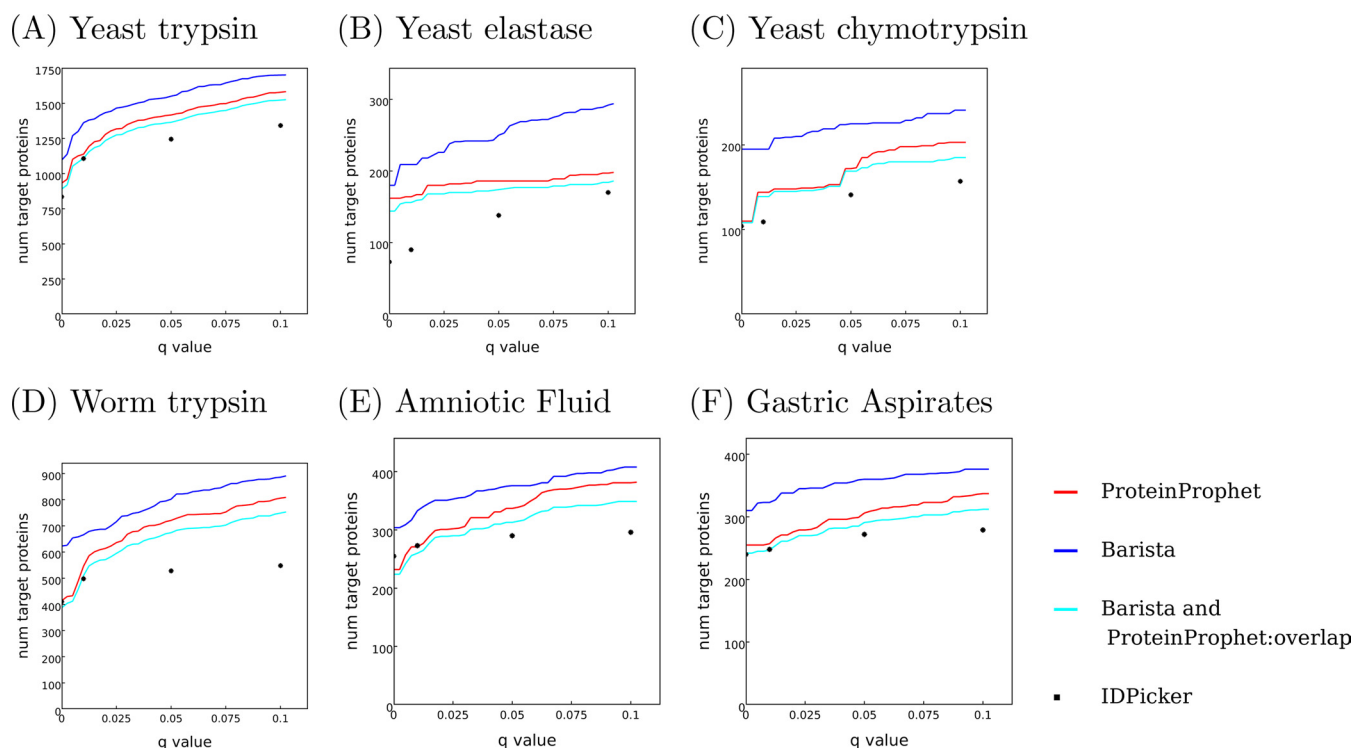 (A) Yeast trypsin
(B) Yeast elastase
(C) Yeast chymotrypsin
num target proteins
1750
1500
1250
1000
750
500
250
0
0 0.025 0.05 0.075 0.1
q value
num target proteins
300
200
100
0
0 0.025 0.05 0.075 0.1
q value
num target proteins
200
100
0
0 0.025 0.05 0.075 0.1
q value
(D) Worm trypsin
(E) Amniotic Fluid
(F) Gastric Aspirates
num target proteins
900
800
700
600
500
400
300
200
100
0
0 0.025 0.05 0.075 0.1
q value
num target proteins
400
300
200
100
0
0 0.025 0.05 0.075 0.1
q value
num target proteins
400
300
200
100
0
0 0.025 0.05 0.075 0.1
q value
ProteinProphet
Barista
Barista and
ProteinProphet:overlap
IDPicker